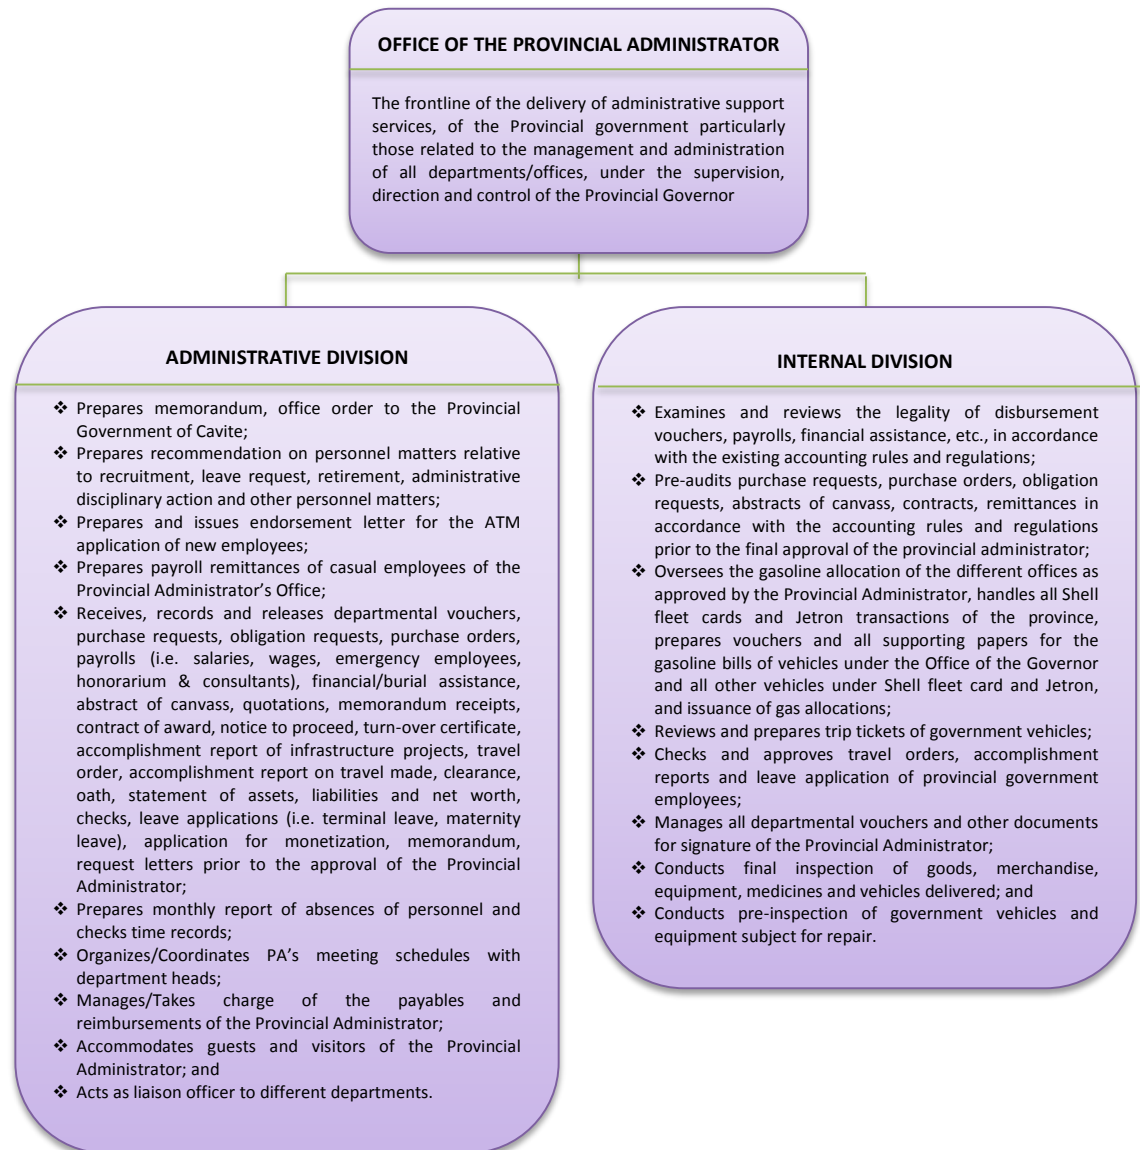 OFFICE OF THE PROVINCIAL ADMINISTRATOR
The frontline of the delivery of administrative support
services, of the Provincial government particularly
those related to the management and administration
of all departments/offices, under the supervision,
direction and control of the Provincial Governor
ADMINISTRATIVE DIVISION
❖ Prepares memorandum, office order to the Provincial
Government of Cavite;
❖ Prepares recommendation on personnel matters relative
to recruitment, leave request, retirement, administrative
disciplinary action and other personnel matters;
❖ Prepares and issues endorsement letter for the ATM
application of new employees;
❖ Prepares payroll remittances of casual employees of the
Provincial Administrator’s Office;
❖ Receives, records and releases departmental vouchers,
purchase requests, obligation requests, purchase orders,
payrolls (i.e. salaries, wages, emergency employees,
honorarium & consultants), financial/burial assistance,
abstract of canvass, quotations, memorandum receipts,
contract of award, notice to proceed, turn-over certificate,
accomplishment report of infrastructure projects, travel
order, accomplishment report on travel made, clearance,
oath, statement of assets, liabilities and net worth,
checks, leave applications (i.e. terminal leave, maternity
leave), application for monetization, memorandum,
request letters prior to the approval of the Provincial
Administrator;
❖ Prepares monthly report of absences of personnel and
checks time records;
❖ Organizes/Coordinates PA’s meeting schedules with
department heads;
❖ Manages/Takes charge of the payables and
reimbursements of the Provincial Administrator;
❖ Accommodates guests and visitors of the Provincial
Administrator; and
❖ Acts as liaison officer to different departments.
INTERNAL DIVISION
❖ Examines and reviews the legality of disbursement
vouchers, payrolls, financial assistance, etc., in accordance
with the existing accounting rules and regulations;
❖ Pre-audits purchase requests, purchase orders, obligation
requests, abstracts of canvass, contracts, remittances in
accordance with the accounting rules and regulations
prior to the final approval of the provincial administrator;
❖ Oversees the gasoline allocation of the different offices as
approved by the Provincial Administrator, handles all Shell
fleet cards and Jetron transactions of the province,
prepares vouchers and all supporting papers for the
gasoline bills of vehicles under the Office of the Governor
and all other vehicles under Shell fleet card and Jetron,
and issuance of gas allocations;
❖ Reviews and prepares trip tickets of government vehicles;
❖ Checks and approves travel orders, accomplishment
reports and leave application of provincial government
employees;
❖ Manages all departmental vouchers and other documents
for signature of the Provincial Administrator;
❖ Conducts final inspection of goods, merchandise,
equipment, medicines and vehicles delivered; and
❖ Conducts pre-inspection of government vehicles and
equipment subject for repair.